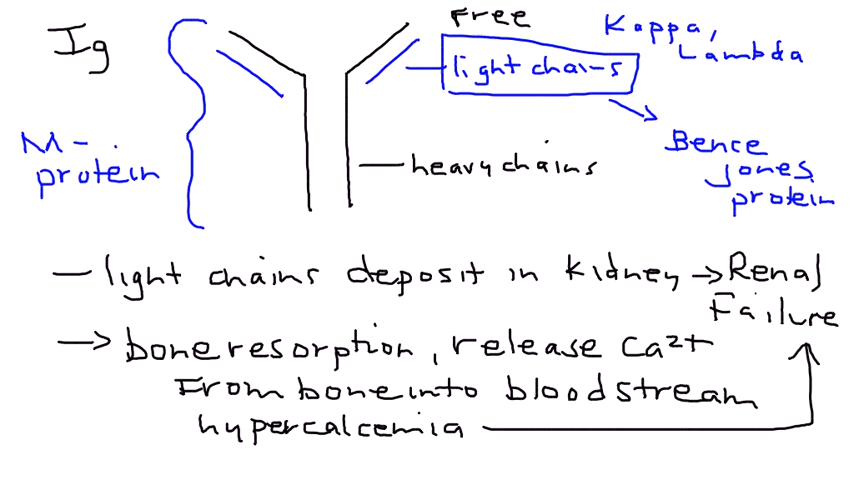 Ig
Free
light chains
Kappa,
Lambda
M-
protein
heavy chains
Bence
Jones
protein
- light chains deposit in kidney → Renal
Failure
→ bone resorption, release Ca2+
From bone into bloodstream
hypercalcemia